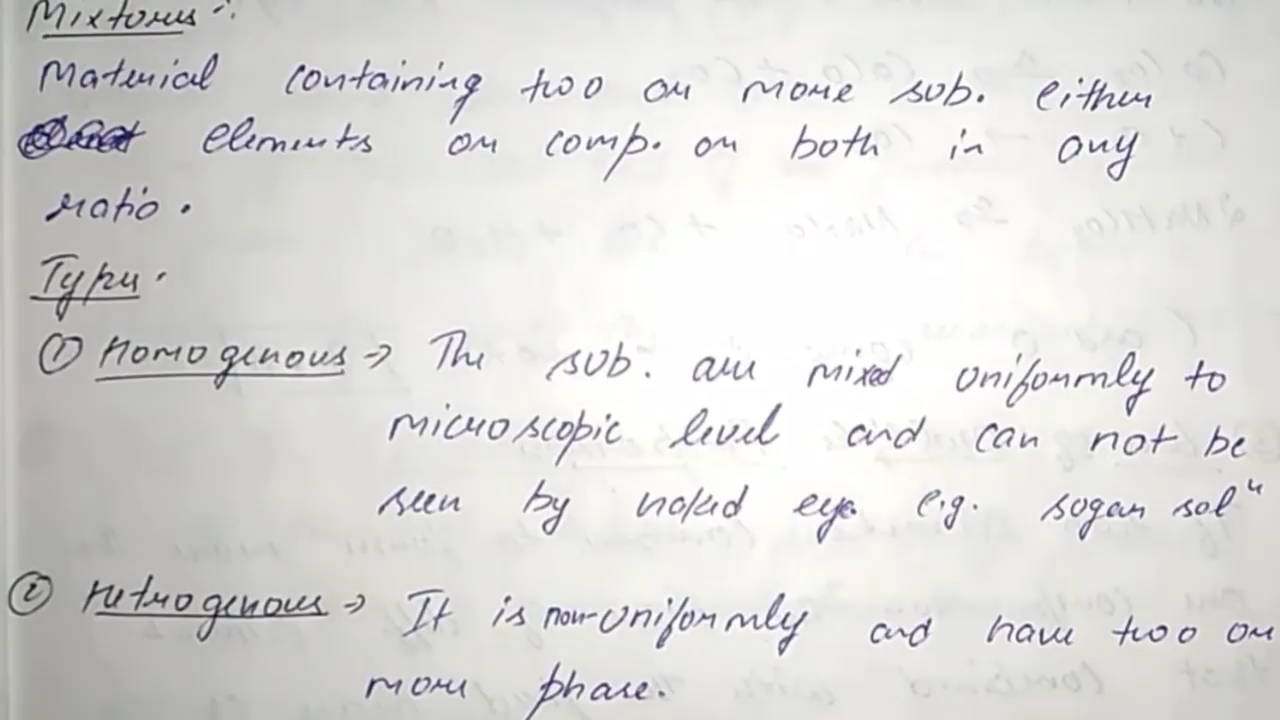 Mixtures :
Material containing two or more sub. either
elements or comp. or both in any
ratio.
Types.
① Homogenous → The sub. are mixed uniformly to
microscopic level and can not be
seen by naked eye e.g. sugar solⁿ
② Hetrogenous → It is non-uniformly and have two or
more phase.